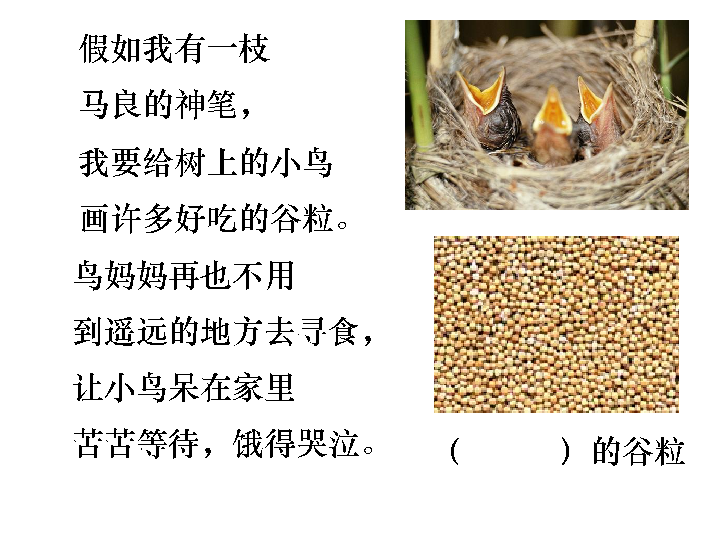 假如我有一枝
马良的神笔，
我要给树上的小鸟
画许多好吃的谷粒。
鸟妈妈再也不用
到遥远的地方去寻食，
让小鸟呆在家里
苦苦等待，饿得哭泣。
（　　　）的谷粒